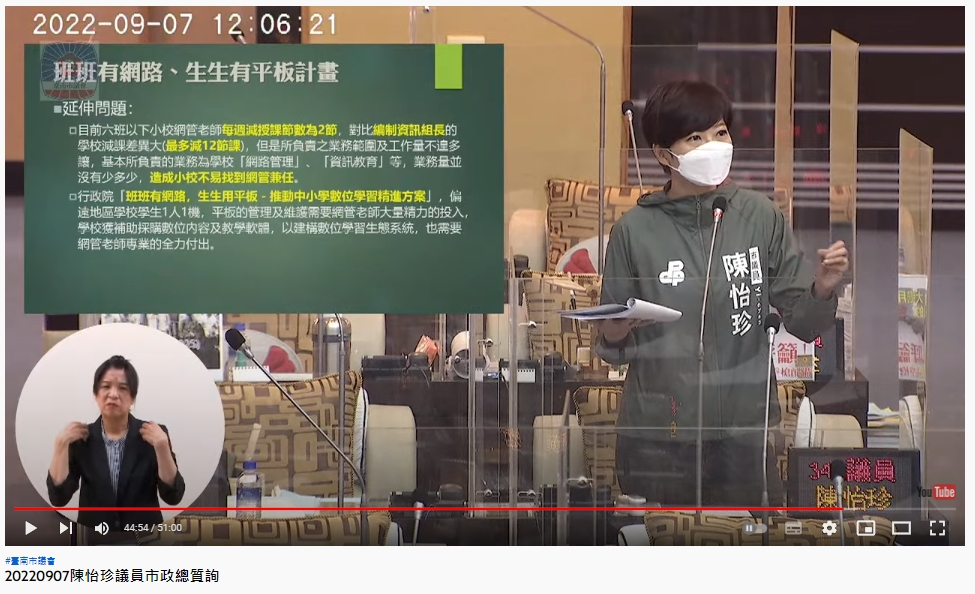 2022-09-07 12:06:21
班班有網路、生生有平板計畫
延伸問題：
目前六班以下小校網管老師每週減授課節數為2節，對比編制資訊組長的
學校減課差異大(最多減12節課)，但是所負責之業務範圍及工作量不遑多
讓，基本所負責的業務為學校「網路管理」、「資訊教育」等，業務量並
沒有少多少，造成小校不易找到網管兼任。
行政院「班班有網路，生生用平板－推動中小學數位學習精進方案」，偏
遠地區學校學生1人1機，平板的管理及維護需要網管老師大量精力的投入，
學校獲補助採購數位內容及教學軟體，以建構數位學習生態系統，也需要
網管老師專業的全力付出。
市議員
陳怡珍
34 議員
陳怡珍
YouTube
44:54 / 51:00
#臺南市議會
20220907陳怡珍議員市政總質詢